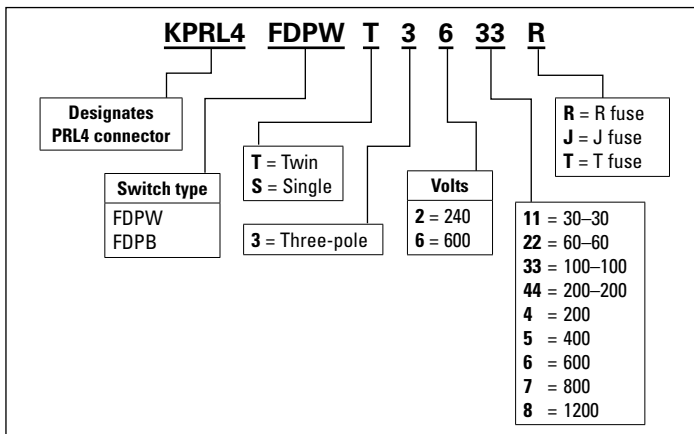 KPRL4 FDPW T 3 6 33 R
Designates
PRL4 connector
Switch type
FDPW
FDPB
T = Twin
S = Single
3 = Three-pole
Volts
2 = 240
6 = 600
R = R fuse
J = J fuse
T = T fuse
11 = 30–30
22 = 60–60
33 = 100–100
44 = 200–200
4 = 200
5 = 400
6 = 600
7 = 800
8 = 1200